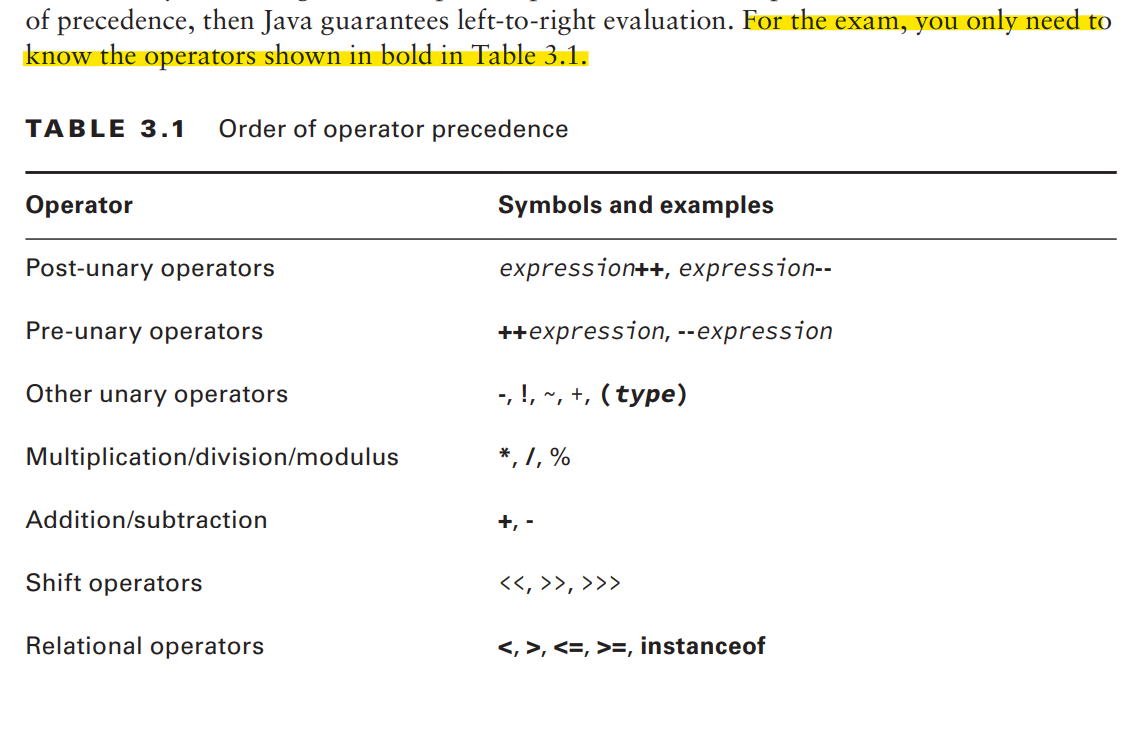 of precedence, then Java guarantees left-to-right evaluation. For the exam, you only need to
know the operators shown in bold in Table 3.1.
TABLE 3.1 Order of operator precedence
Operator Symbols and examples
Post-unary operators expression++, expression--
Pre-unary operators ++expression, --expression
Other unary operators -, !, ~, +, (type)
Multiplication/division/modulus *, /, %
Addition/subtraction +, -
Shift operators <<, >>, >>>
Relational operators <, >, <=, >=, instanceof